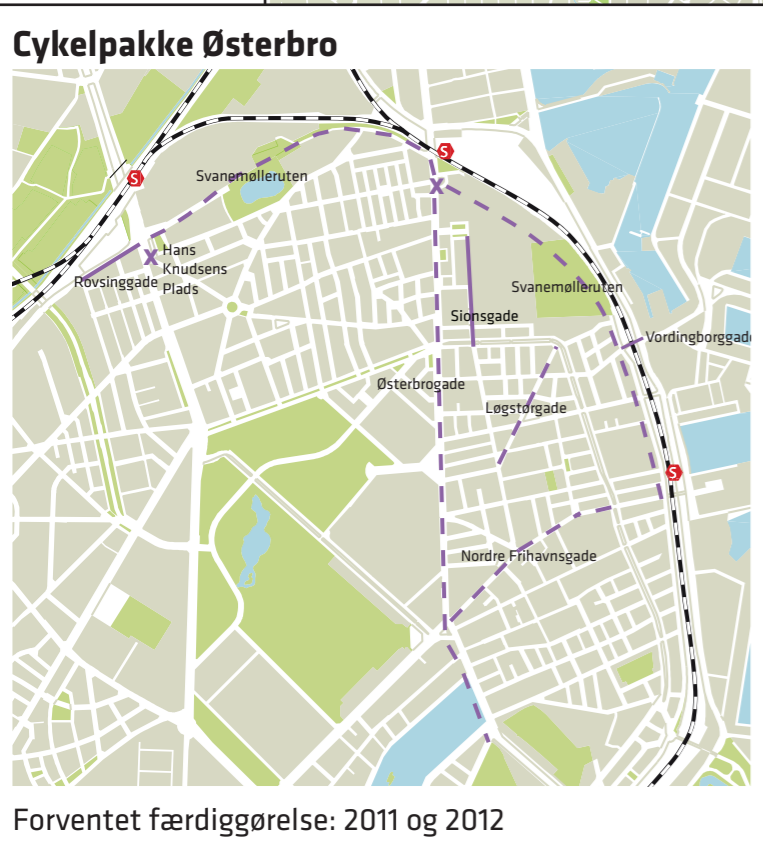 Cykelpakke Østerbro
S
S
Svanemølleruten
X
X
Hans
Knudsens
Plads
Rovsinggade
Svanemølleruten
Sionsgade
Vordingborggade
Østerbrogade
Løgstørgade
S
Nordre Frihavnsgade
Forventet færdiggørelse: 2011 og 2012